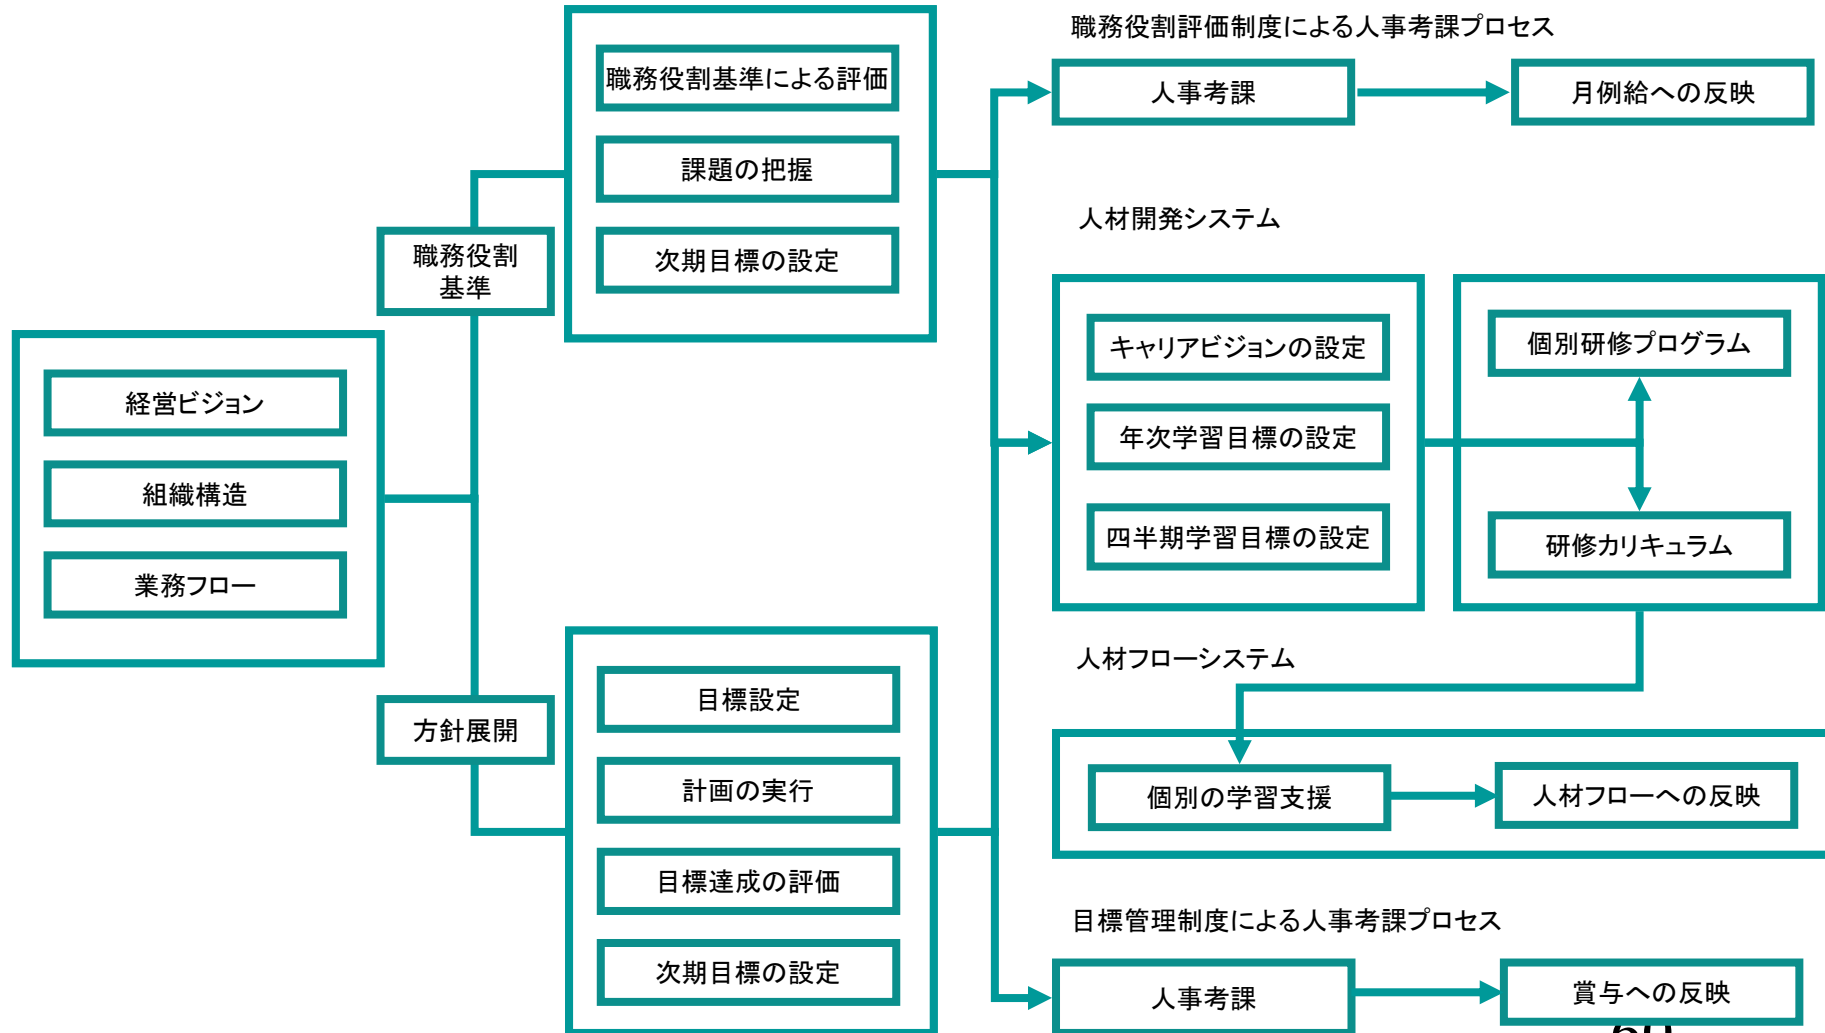 職務役割評価制度による人事考課プロセス
職務役割基準による評価
人事考課
月例給への反映
課題の把握
人材開発システム
次期目標の設定
職務役割
基準
キャリアビジョンの設定
個別研修プログラム
経営ビジョン
年次学習目標の設定
組織構造
四半期学習目標の設定
研修カリキュラム
業務フロー
人材フローシステム
目標設定
方針展開
計画の実行
個別の学習支援
人材フローへの反映
目標達成の評価
目標管理制度による人事考課プロセス
次期目標の設定
人事考課
賞与への反映